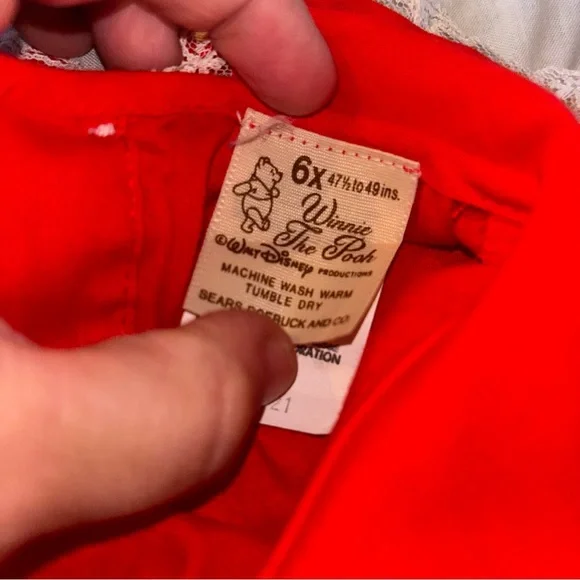 6X 47½ to 49 ins.
Winnie
The Pooh
© Walt Disney PRODUCTIONS
MACHINE WASH WARM
TUMBLE DRY
SEARS, ROEBUCK AND CO.
21